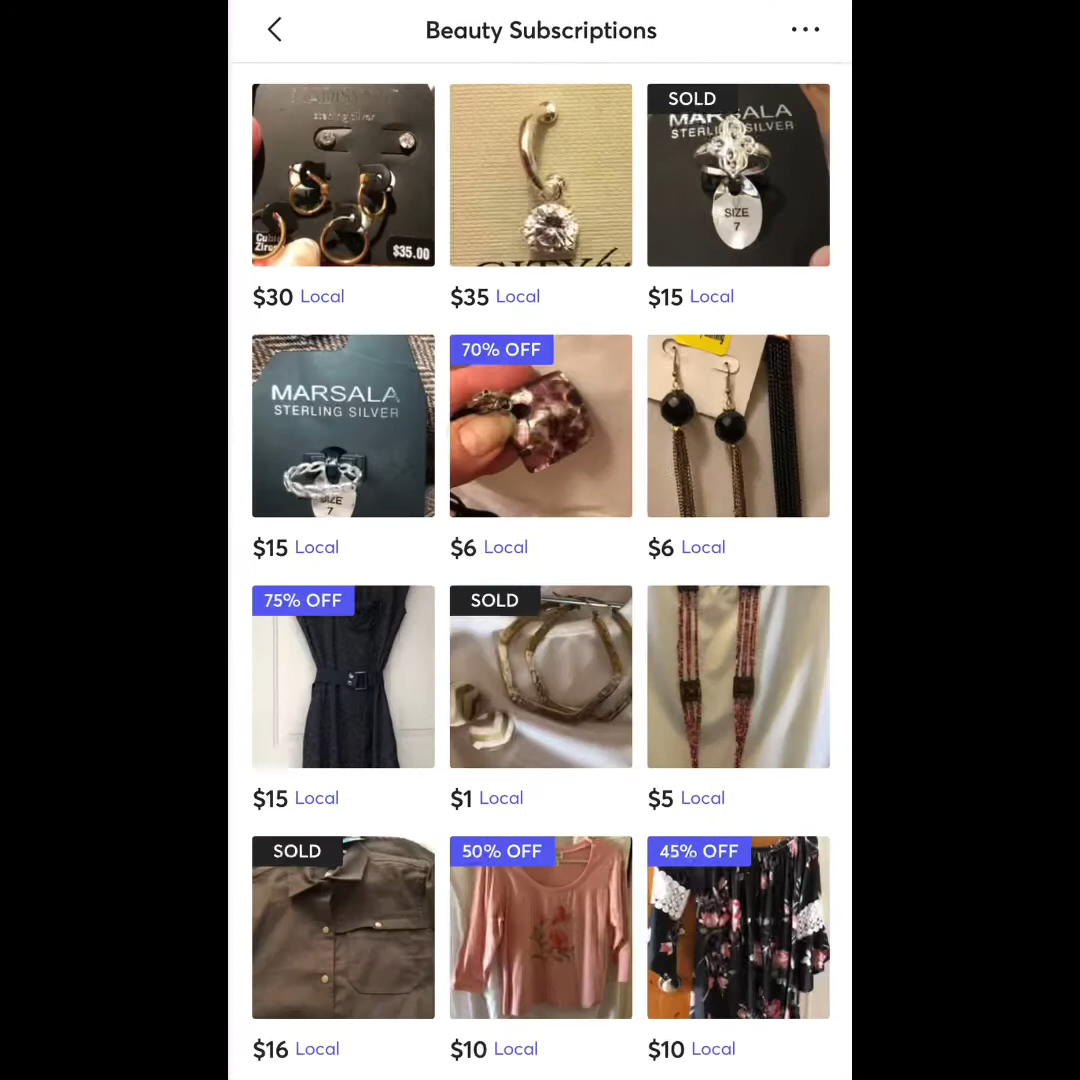 Beauty Subscriptions
sterling silver
Cubic
$35.00
SOLD
MARSALA
STERLING SILVER
SIZE
7
$30 Local
$35 Local
$15 Local
MARSALA
STERLING SILVER
SIZE
7
70% OFF
$15 Local
$6 Local
$6 Local
75% OFF
SOLD
$15 Local
$1 Local
$5 Local
SOLD
50% OFF
45% OFF
$16 Local
$10 Local
$10 Local